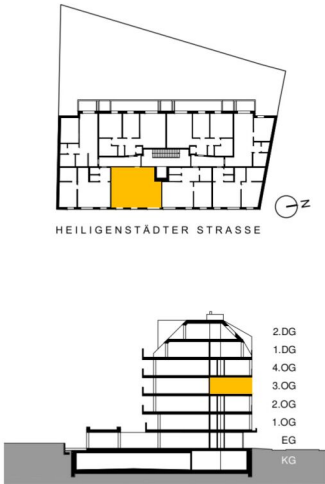 N
HEILIGENSTÄDTER STRASSE
2.DG
1.DG
4.OG
3.OG
2.OG
1.OG
EG
KG